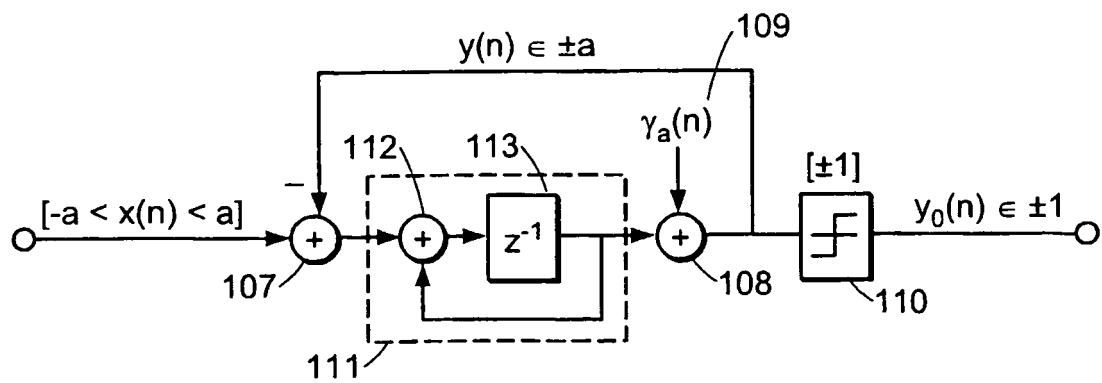 109
y(n) ∈ ±a
γa(n)
112
113
[±1]
[-a < x(n) < a]
−
+
+
z-1
+
y0(n) ∈ ±1
107
108
110
111